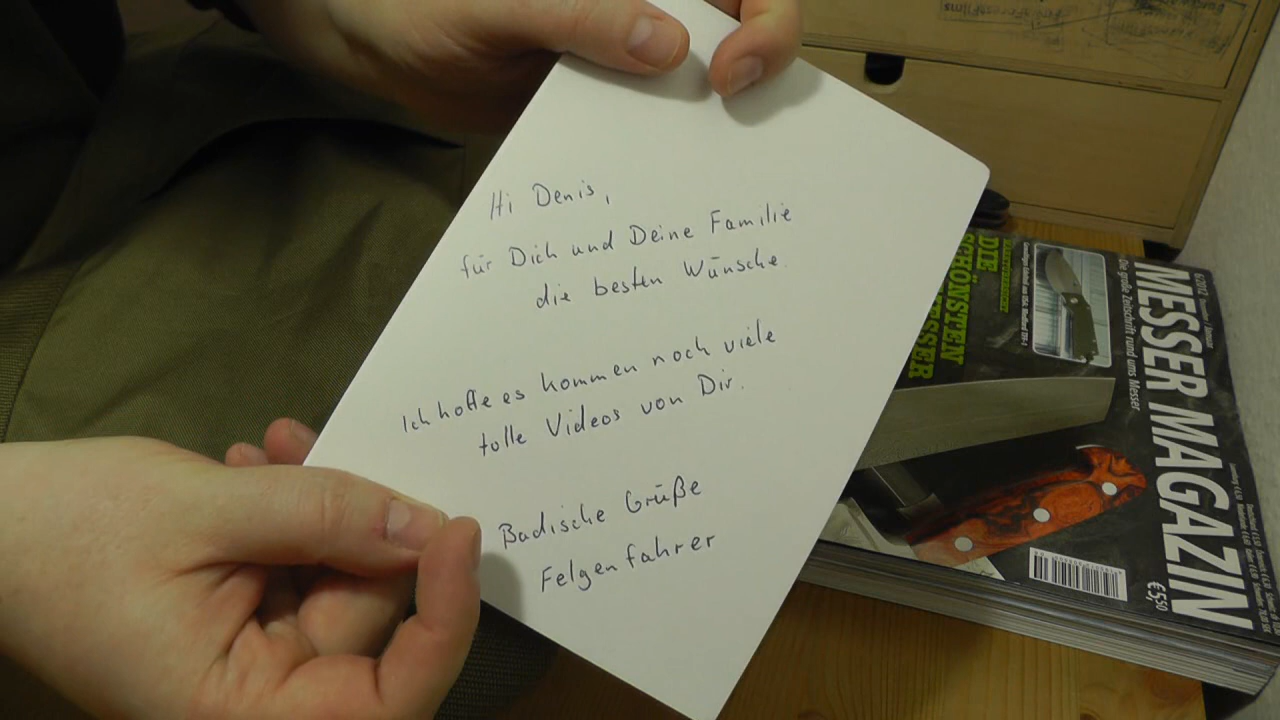 Hi Denis,
für Dich und Deine Familie
die besten Wünsche.
Ich hoffe es kommen noch viele
tolle Videos von Dir.
Badische Grüße
Felgenfahrer
MESSER MAGAZIN
Die große Zeitschrift rund ums Messer
DIE
SCHÖNSTEN
MESSER
€ 5,50